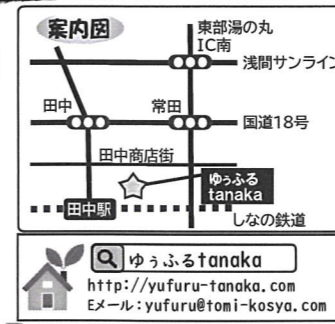 案内図
東部湯の丸
IC南
浅間サンライン
田中
常田
国道18号
田中商店街
ゆぅふる
tanaka
田中駅
しなの鉄道
ゆぅふるtanaka
http://yufuru-tanaka.com
Eメール:yufuru@tomi-kosya.com